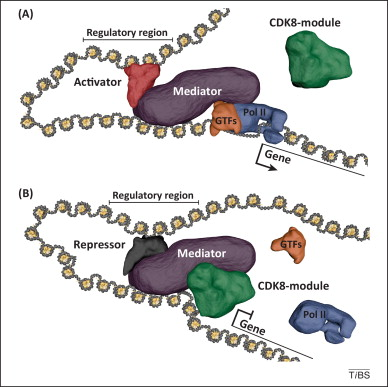 (A)
Regulatory region
CDK8-module
Activator
Mediator
GTFs
Pol II
Gene
(B)
Regulatory region
Repressor
Mediator
GTFs
CDK8-module
Gene
Pol II
TiBS